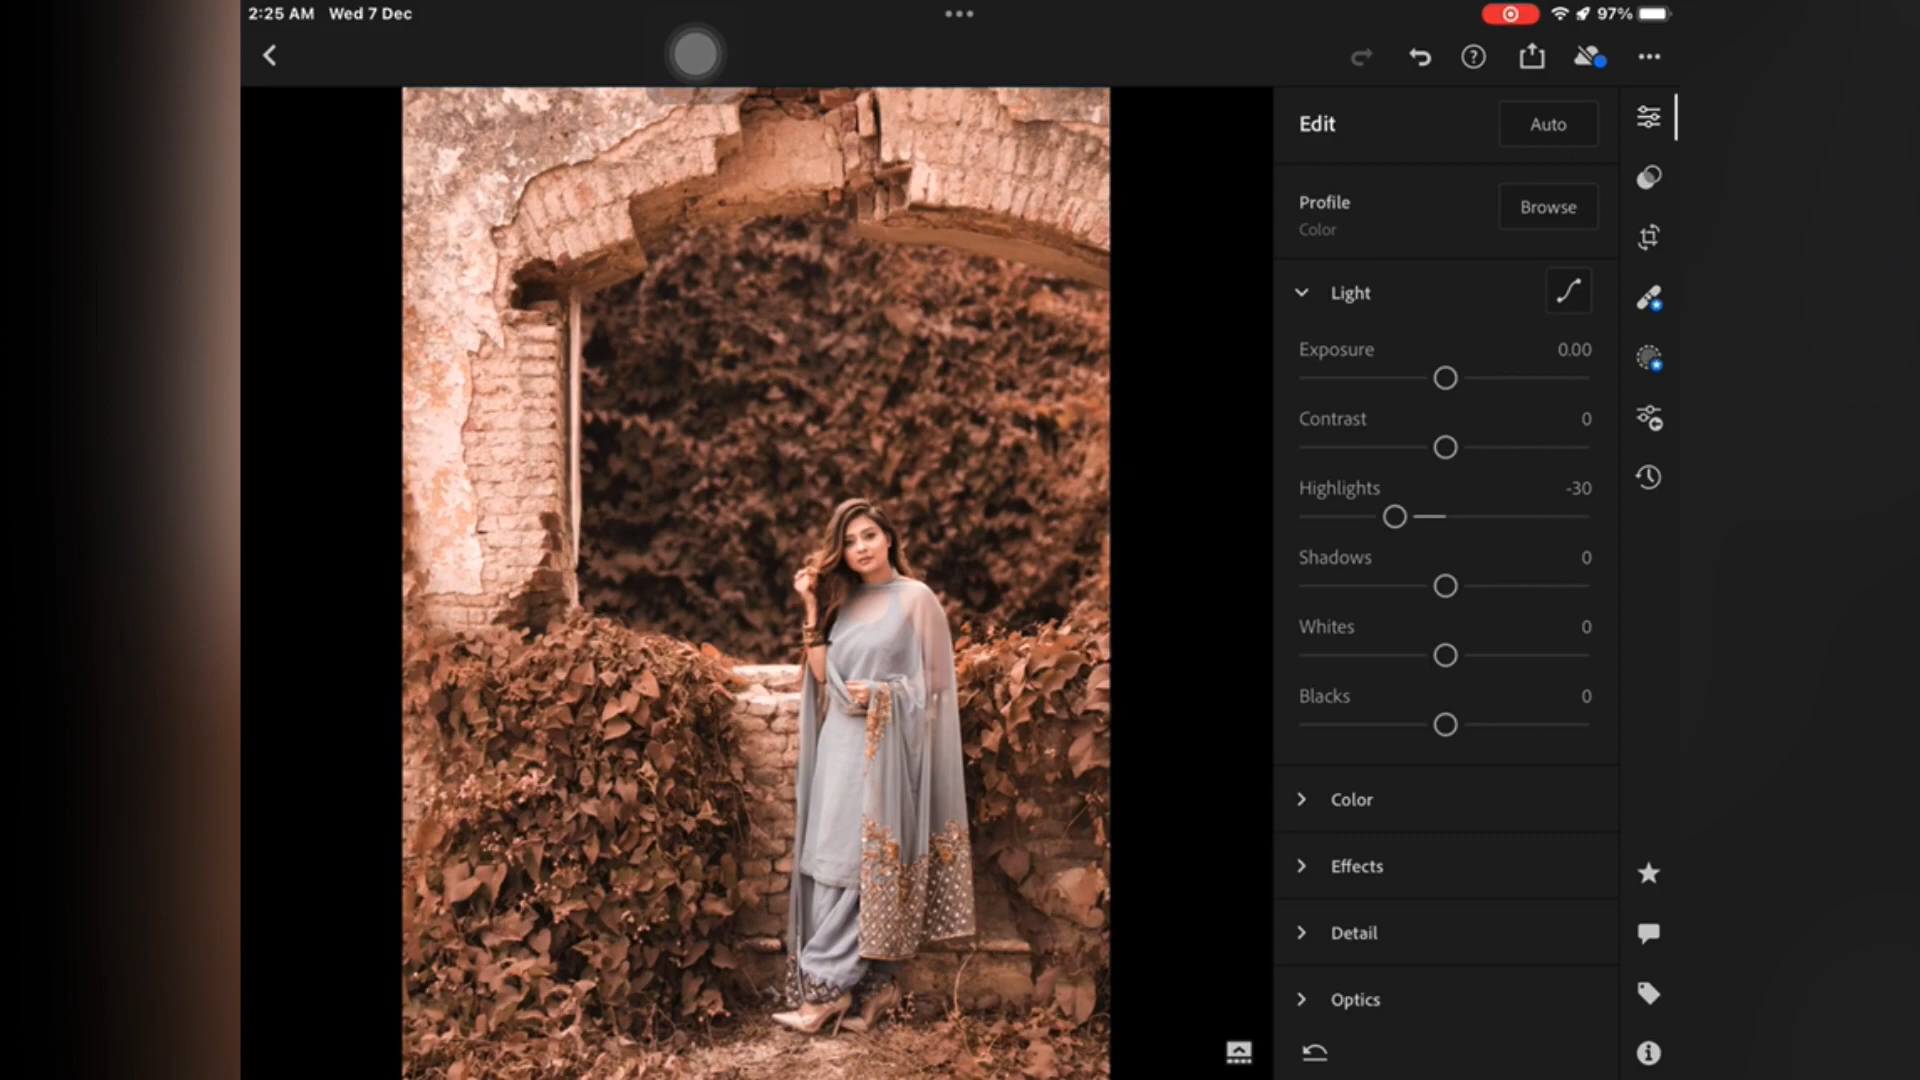 2:25 AM Wed 7 Dec
97%
Edit
Auto
Profile
Color
Browse
Light
Exposure 0.00
Contrast 0
Highlights -30
Shadows 0
Whites 0
Blacks 0
Color
Effects
Detail
Optics